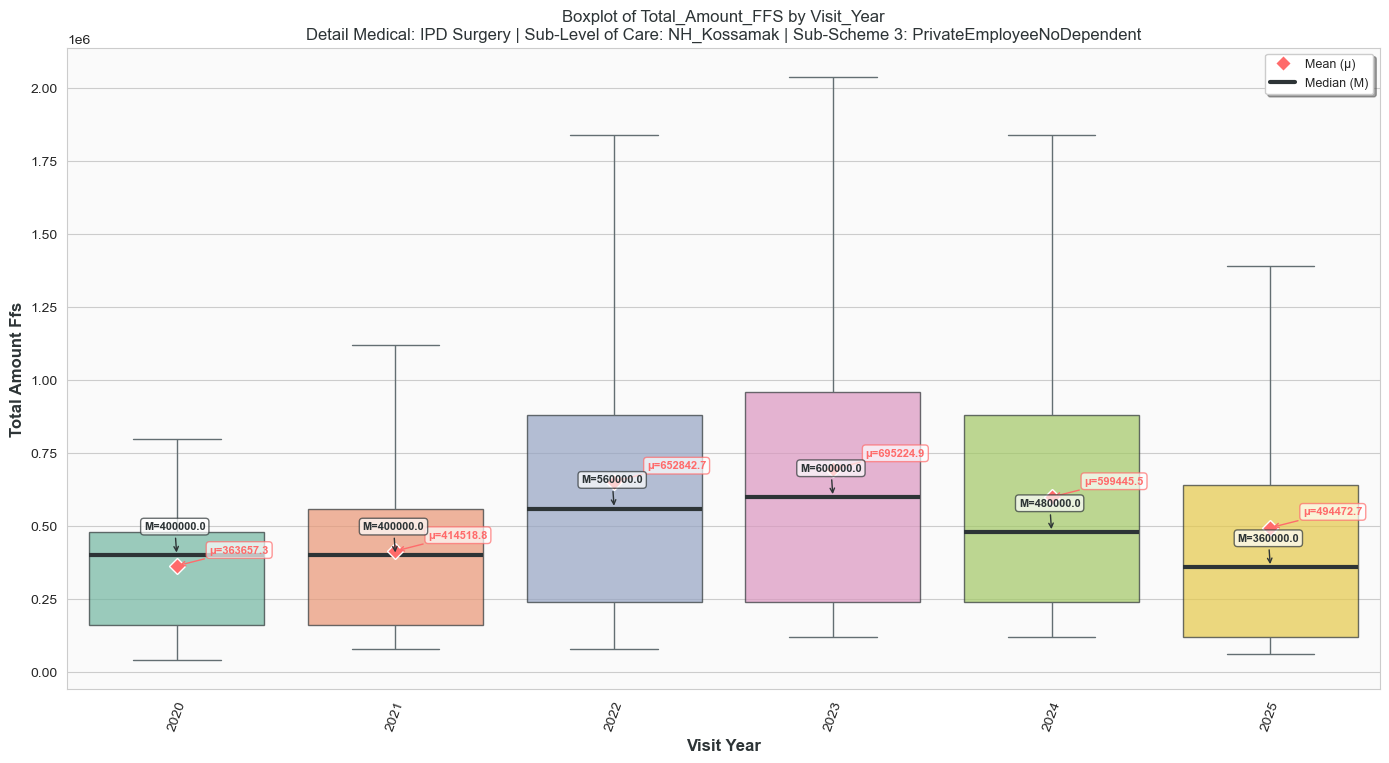 Boxplot of Total_Amount_FFS by Visit_Year
Detail Medical: IPD Surgery | Sub-Level of Care: NH_Kossamak | Sub-Scheme 3: PrivateEmployeeNoDependent
1e6
Mean (μ)
Median (M)
2.00
1.75
1.50
1.25
1.00
0.75
0.50
0.25
0.00
Total Amount Ffs
M=400000.0
μ=363657.3
M=400000.0
μ=414518.8
M=560000.0
μ=652842.7
M=600000.0
μ=695224.9
M=480000.0
μ=599445.5
M=360000.0
μ=494472.7
2020
2021
2022
2023
2024
2025
Visit Year